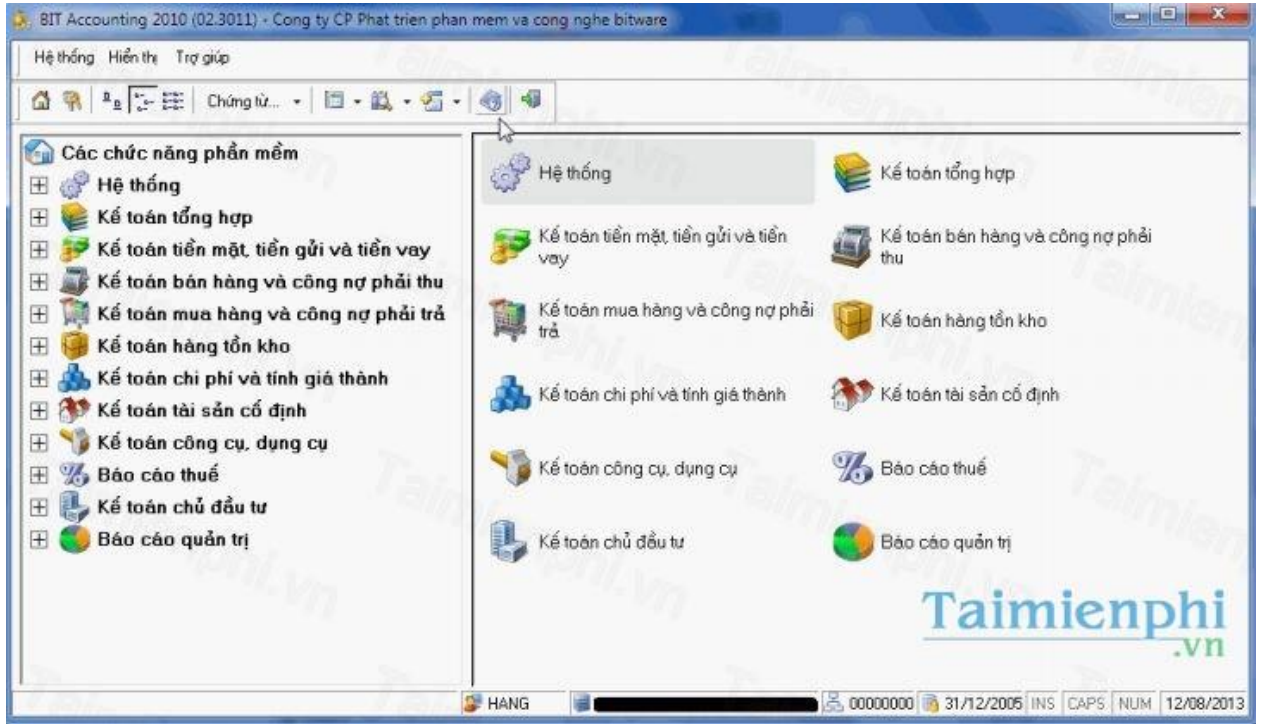 BIT Accounting 2010 (02.3011) - Cong ty CP Phat trien phan mem va cong nghe bitware
Hệ thống Hiển thị Trợ giúp
Chứng từ...
Các chức năng phần mềm
Hệ thống
Kế toán tổng hợp
Kế toán tiền mặt, tiền gửi và tiền vay
Kế toán bán hàng và công nợ phải thu
Kế toán mua hàng và công nợ phải trả
Kế toán hàng tồn kho
Kế toán chi phí và tính giá thành
Kế toán tài sản cố định
Kế toán công cụ, dụng cụ
Báo cáo thuế
Kế toán chủ đầu tư
Báo cáo quản trị
Hệ thống
Kế toán tổng hợp
Kế toán tiền mặt, tiền gửi và tiền
vay
Kế toán bán hàng và công nợ phải
thu
Kế toán mua hàng và công nợ phải
trả
Kế toán hàng tồn kho
Kế toán chi phí và tính giá thành
Kế toán tài sản cố định
Kế toán công cụ, dụng cụ
Báo cáo thuế
Kế toán chủ đầu tư
Báo cáo quản trị
Taimienphi
.vn
HANG 00000000 31/12/2005 INS CAPS NUM 12/08/2013